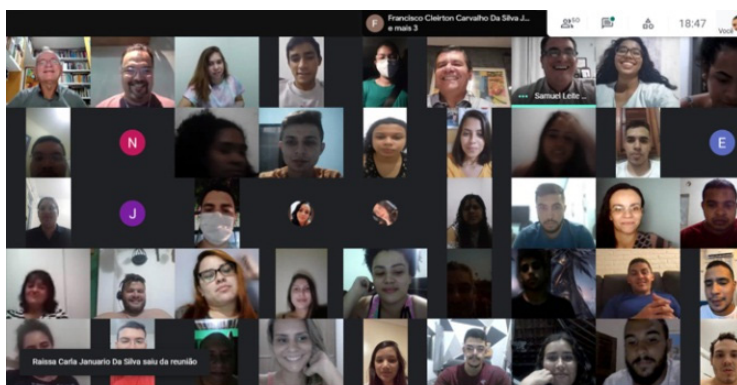 F
Francisco Cleirton Carvalho Da Silva J...
e mais 3
50
18:47
Você
Samuel Leite ...
N
E
J
Raissa Carla Januario Da Silva saiu da reunião